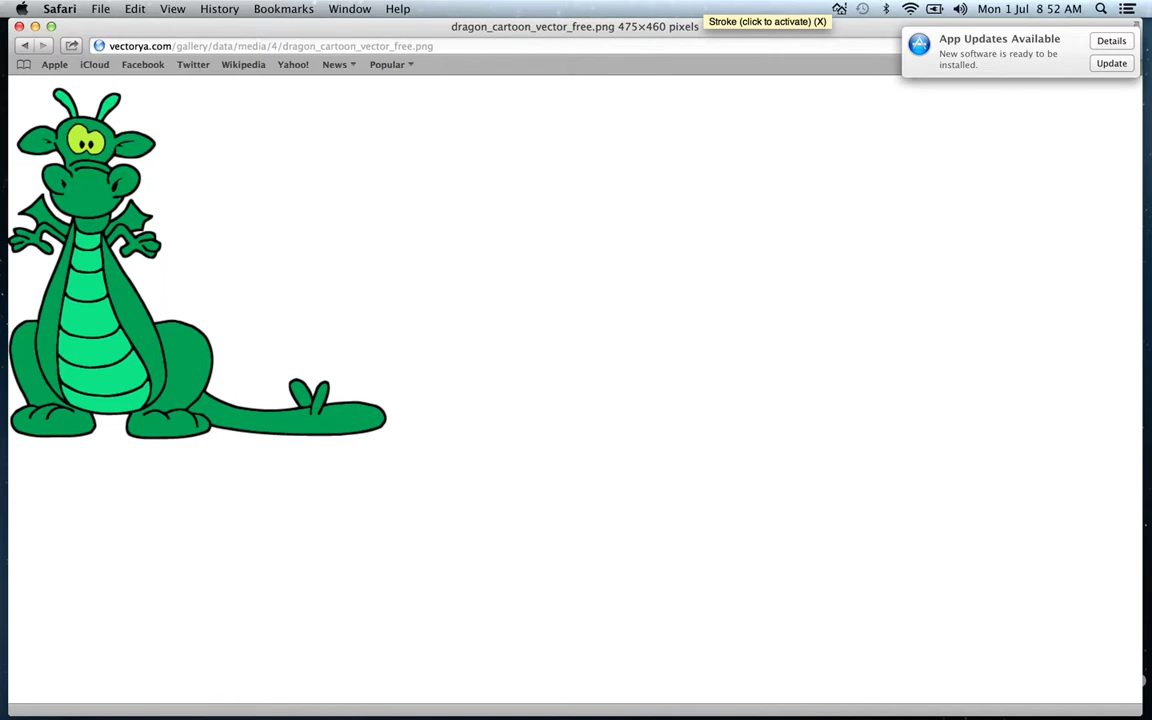 Safari File Edit View History Bookmarks Window Help Mon 1 Jul 8:52 AM
dragon_cartoon_vector_free.png 475×460 pixels
Stroke (click to activate) (X)
vectorya.com/gallery/data/media/4/dragon_cartoon_vector_free.png
Apple iCloud Facebook Twitter Wikipedia Yahoo! News Popular
App Updates Available
New software is ready to be
installed.
Details
Update